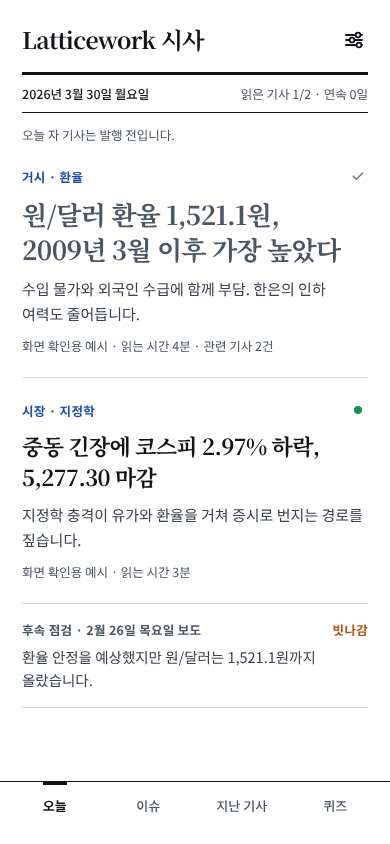 Latticework 시사
2026년 3월 30일 월요일
읽은 기사 1/2 · 연속 0일
오늘 자 기사는 발행 전입니다.
거시 · 환율
원/달러 환율 1,521.1원,
2009년 3월 이후 가장 높았다
수입 물가와 외국인 수급에 함께 부담. 한은의 인하
여력도 줄어듭니다.
화면 확인용 예시 · 읽는 시간 4분 · 관련 기사 2건
시장 · 지정학
중동 긴장에 코스피 2.97% 하락,
5,277.30 마감
지정학 충격이 유가와 환율을 거쳐 증시로 번지는 경로를
짚습니다.
화면 확인용 예시 · 읽는 시간 3분
후속 점검 · 2월 26일 목요일 보도
빗나감
환율 안정을 예상했지만 원/달러는 1,521.1원까지
올랐습니다.
오늘
이슈
지난 기사
퀴즈